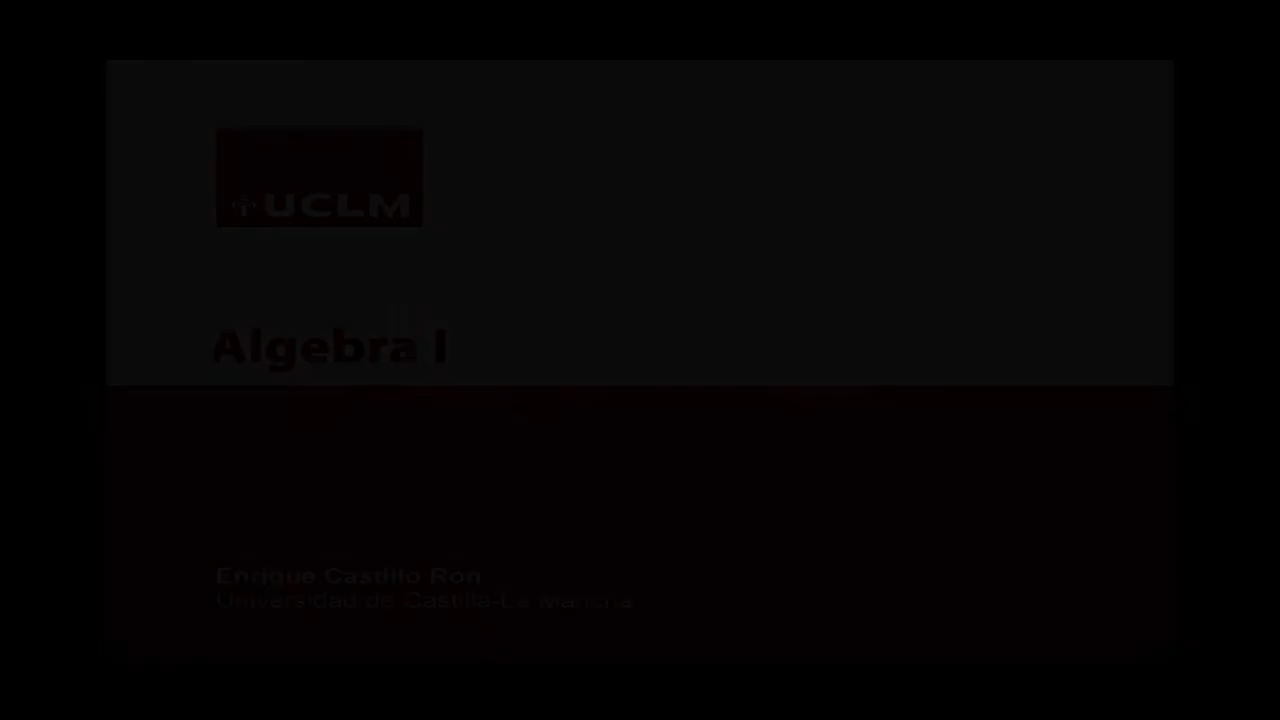 UCLM
Algebra I
Enrique Castillo Ron
Universidad de Castilla-La Mancha